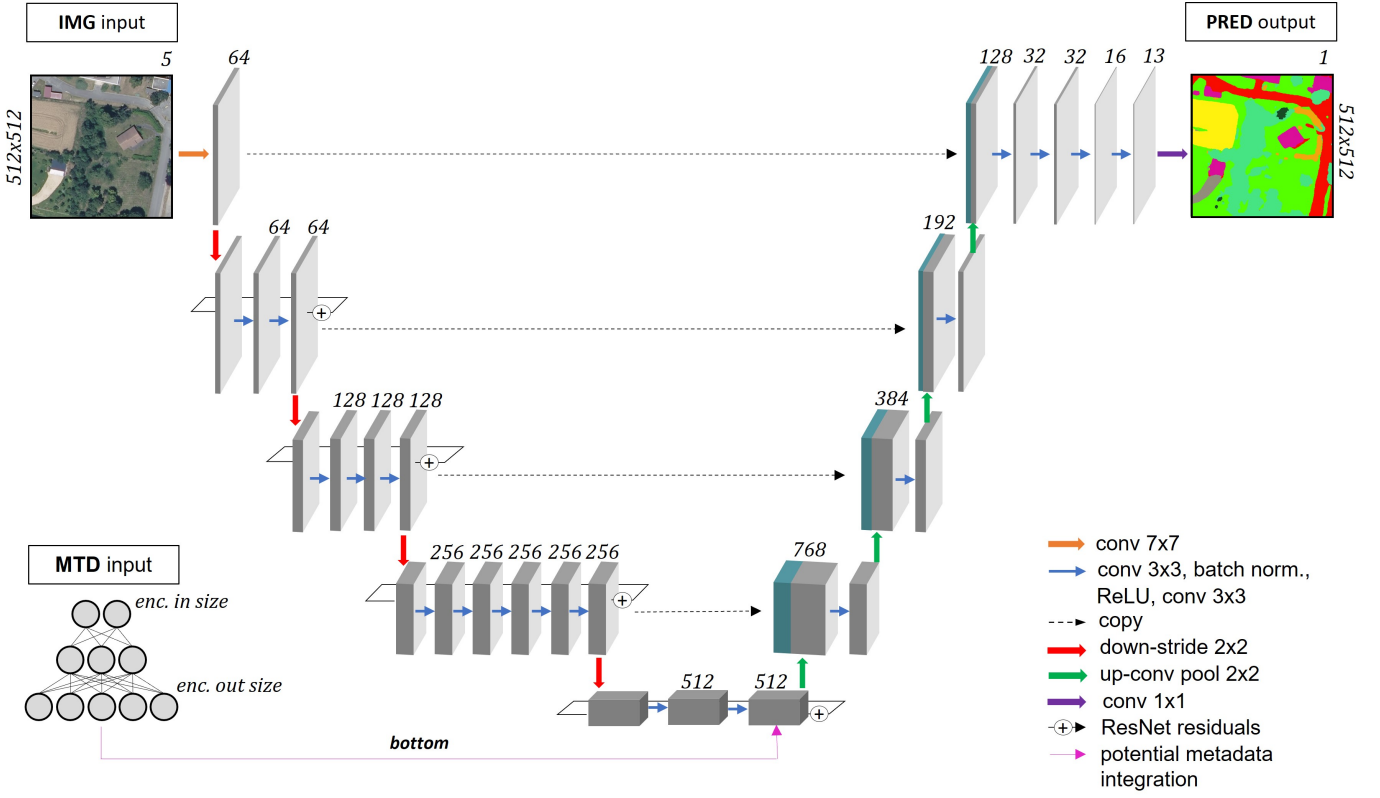 IMG input
PRED output
5
64
128
32
32
16
13
1
512x512
512x512
64
64
192
128
128
128
384
256
256
256
256
256
768
MTD input
enc. in size
enc. out size
512
512
bottom
conv 7x7
conv 3x3, batch norm.,
ReLU, conv 3x3
copy
down-stride 2x2
up-conv pool 2x2
conv 1x1
+
+
+
+
+
ResNet residuals
potential metadata
integration